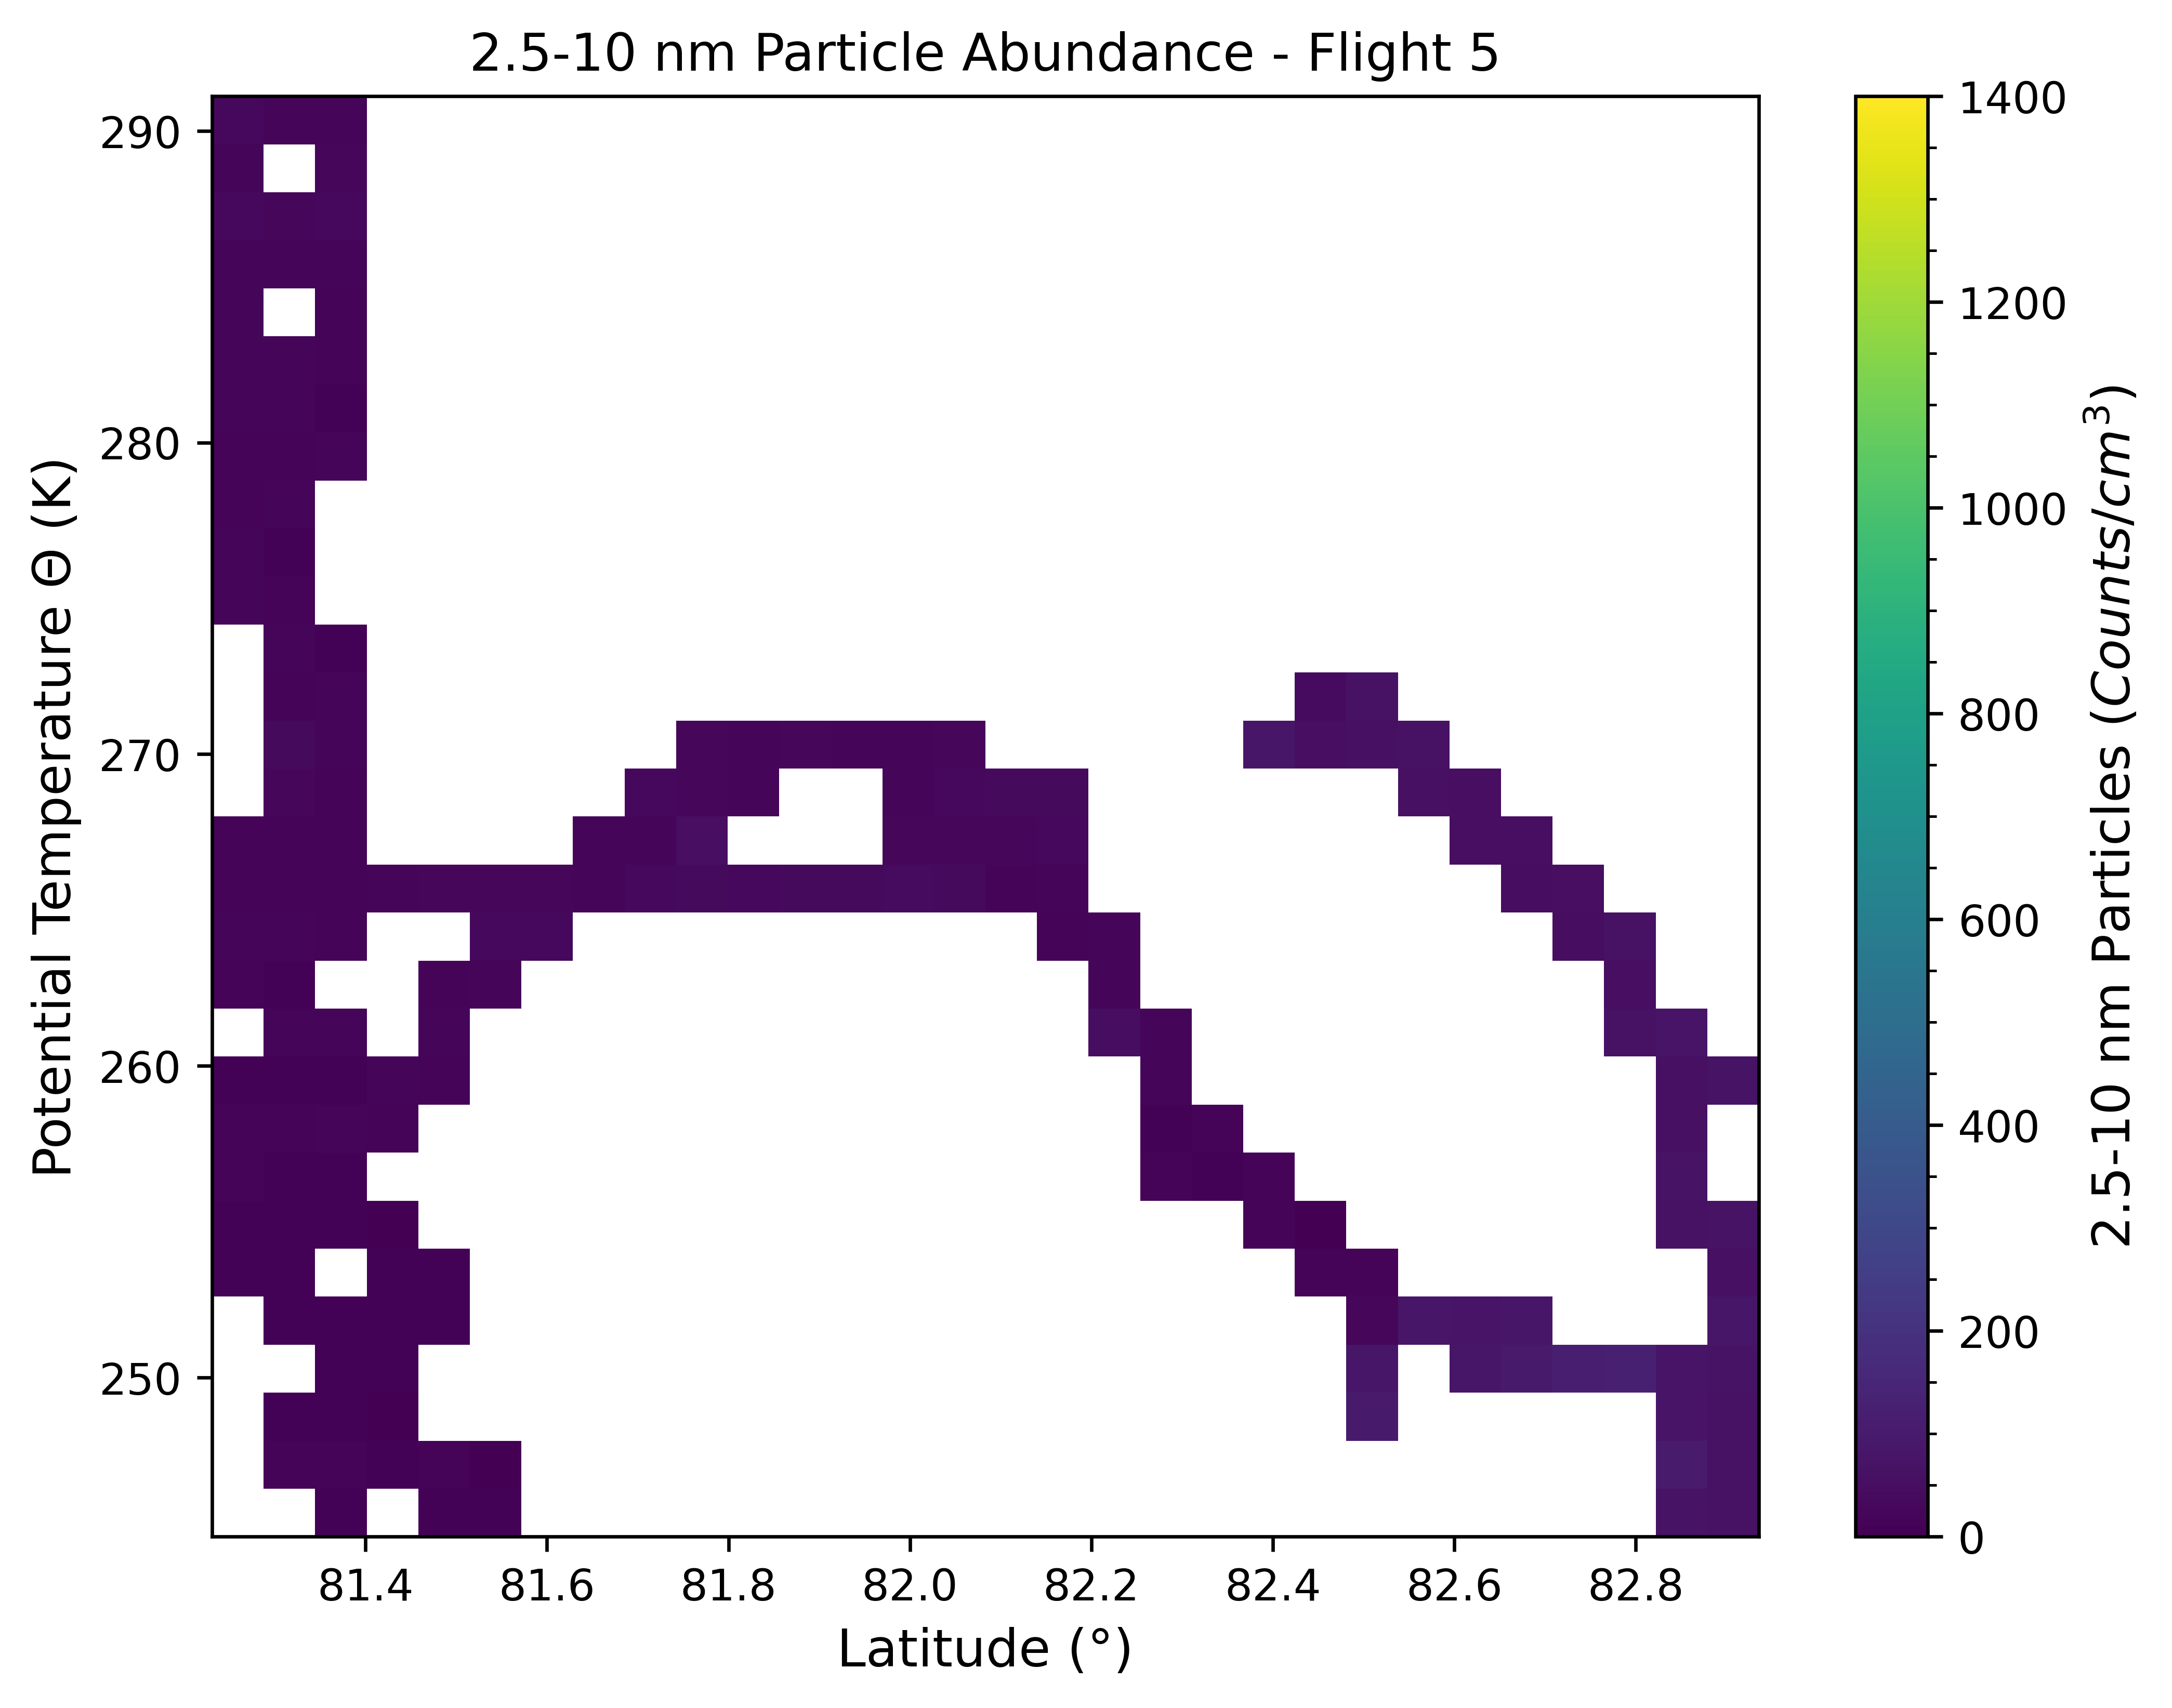 2.5-10 nm Particle Abundance - Flight 5
Potential Temperature Θ (K)
290
280
270
260
250
81.4 81.6 81.8 82.0 82.2 82.4 82.6 82.8
Latitude (°)
1400
1200
1000
800
600
400
200
0
2.5-10 nm Particles (Counts/cm³)